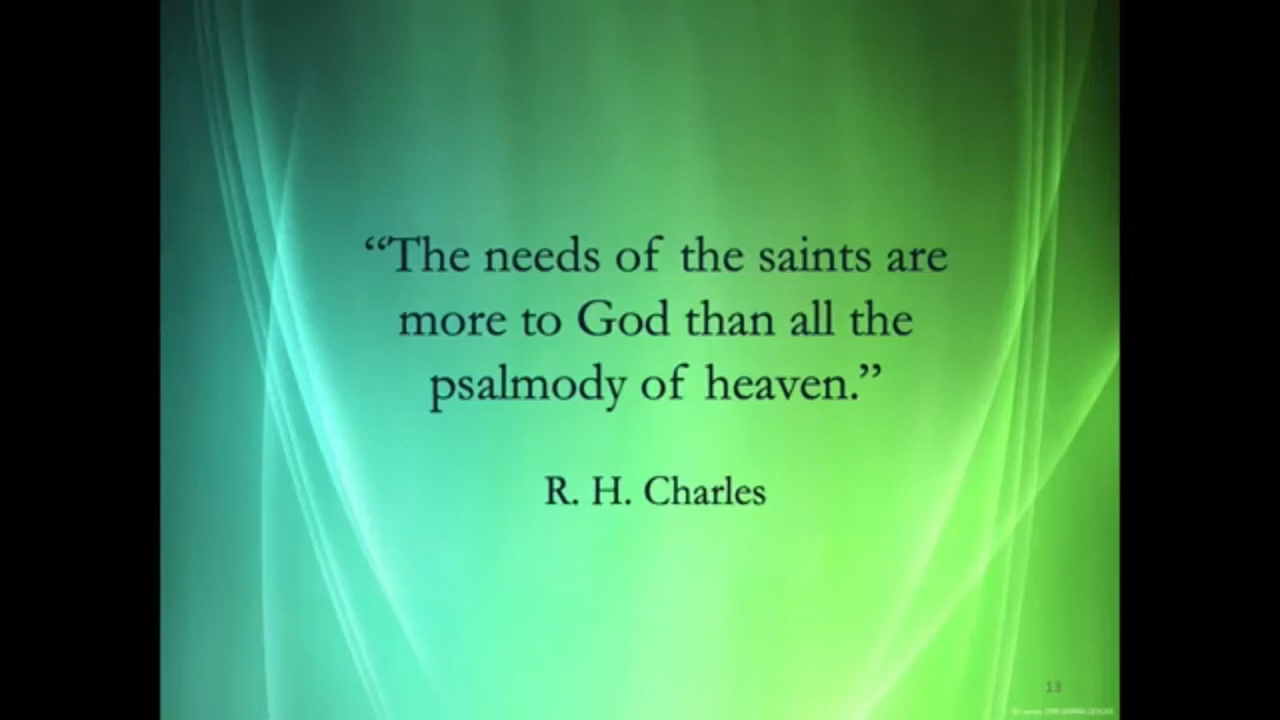 “The needs of the saints are
more to God than all the
psalmody of heaven.”
R. H. Charles
13